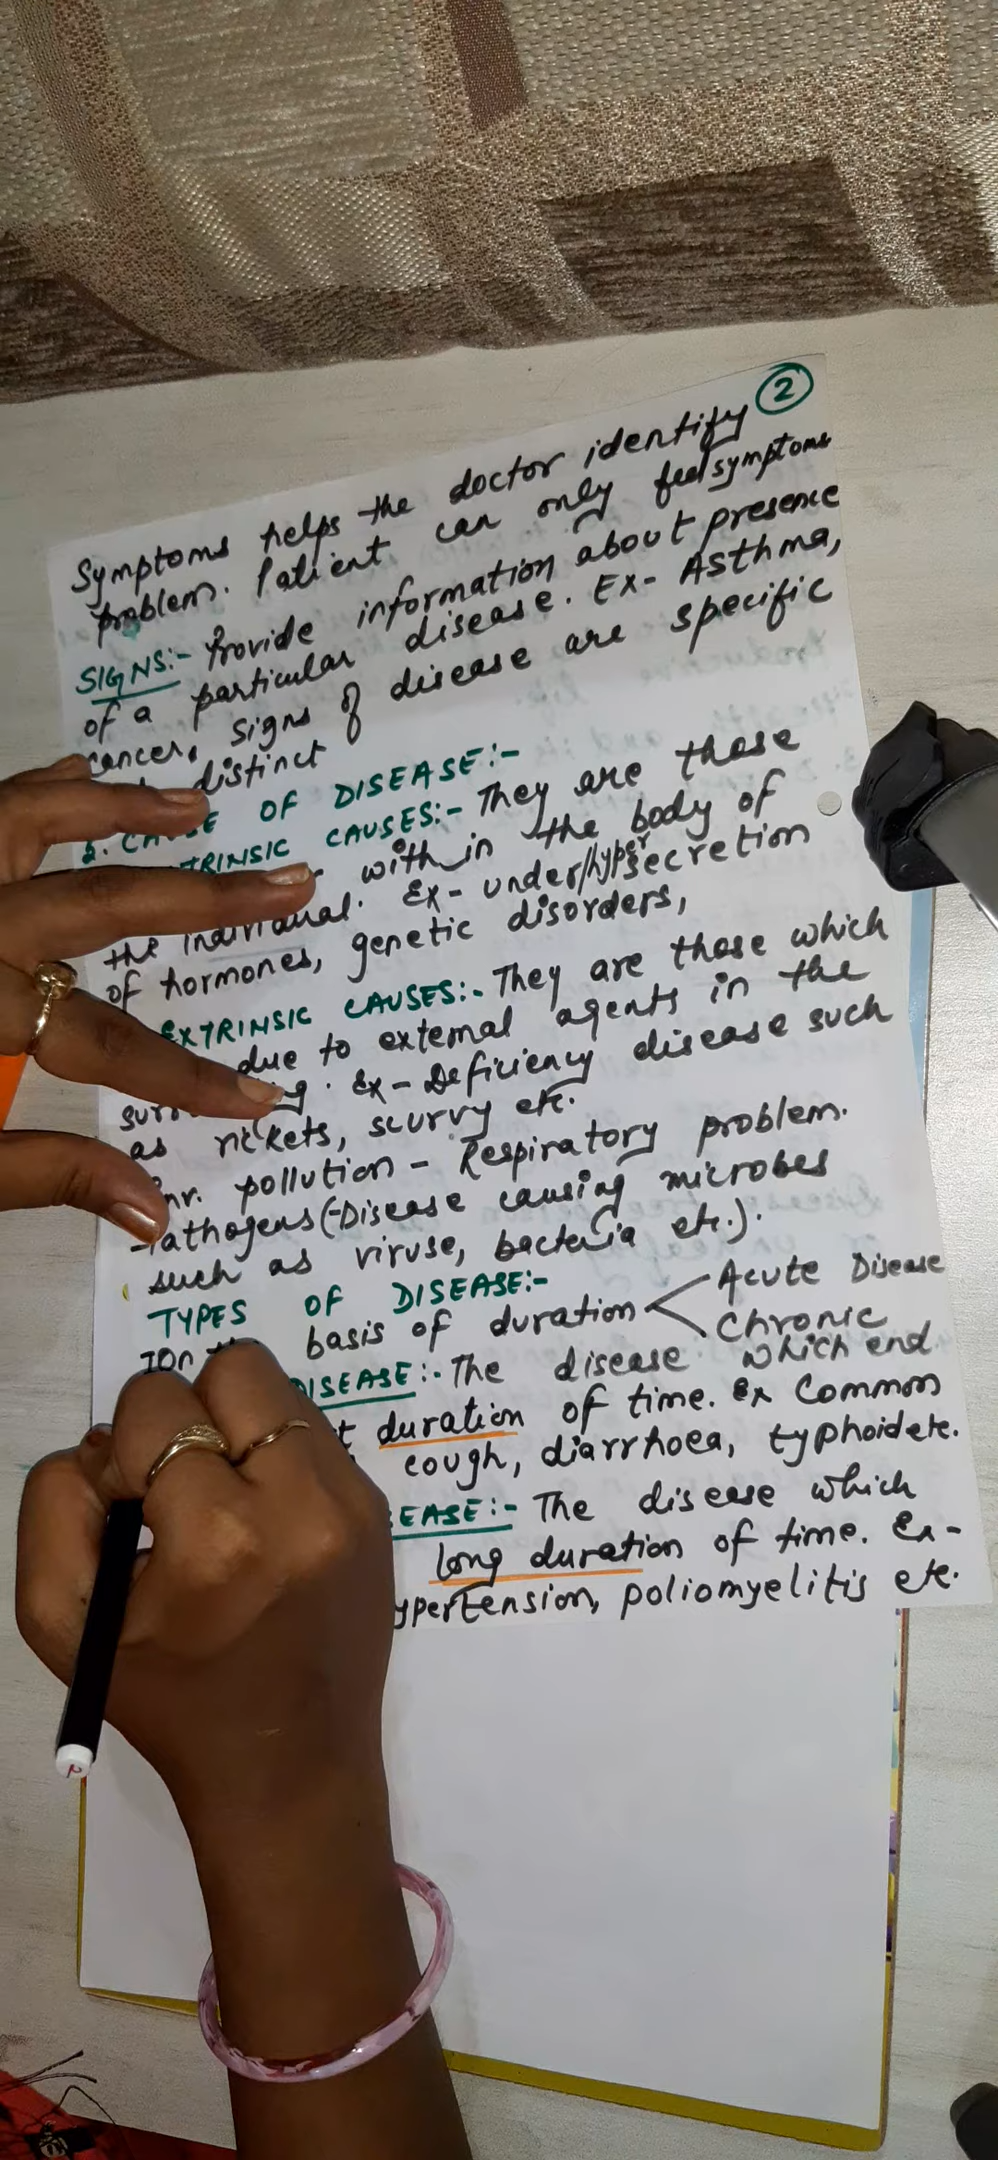 2
Symptoms helps the doctor identify
problem. Patient can only feel symptoms
SIGNS:- Provide information about presence
of a particular disease. Ex- Asthma,
cancer. Signs of disease are specific
distinct
CAUSE OF DISEASE:-
CAUSES:- They are those
with in the body of
the individual. Ex- under/hyper secretion
of hormones, genetic disorders,
EXTRINSIC CAUSES:- They are those which
due to external agents in the
Ex- Deficiency disease such
as rickets, scurvy etc.
pollution - Respiratory problem.
-Pathogens (-Disease causing microbes
such as viruse, bacteria etc.).
TYPES OF DISEASE:-
basis of duration < Acute Disease
Chronic
DISEASE:- The disease which end
duration of time. Ex Common
cough, diarrhoea, typhoid etc.
The disease which
long duration of time. Ex-
poliomyelitis etc.